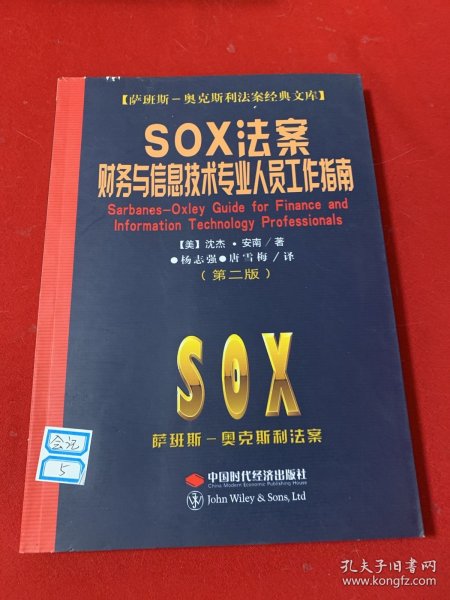 【萨班斯－奥克斯利法案经典文库】
SOX法案
财务与信息技术专业人员工作指南
Sarbanes-Oxley Guide for Finance and
Information Technology Professionals
【美】沈杰・安南／著
●杨志强●唐雪梅／译
（第二版）
SOX
萨班斯－奥克斯利法案
会记
5
中国时代经济出版社
China Modern Economic Publishing House
John Wiley & Sons, Ltd
孔夫子旧书网
www.kongfz.com